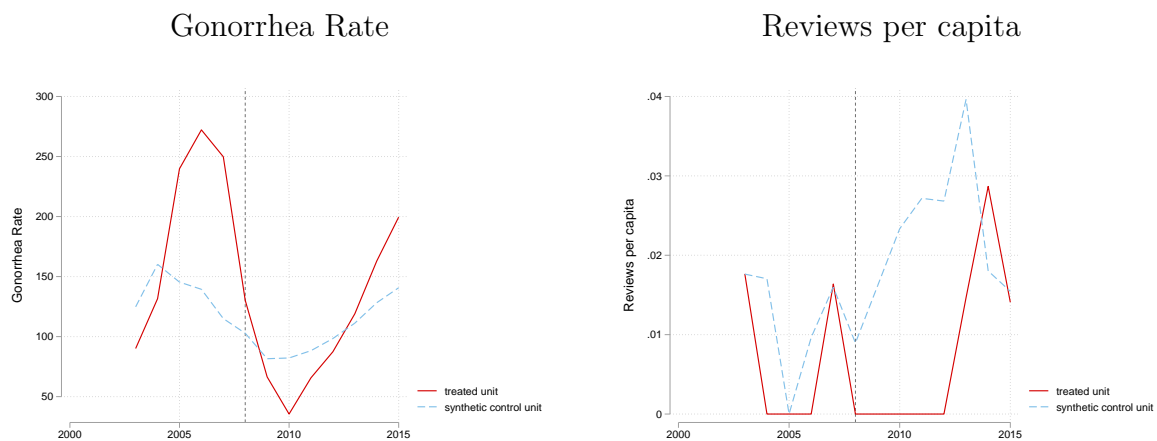 Gonorrhea Rate
300
250
200
150
100
50
Gonorrhea Rate
2000
2005
2010
2015
treated unit
synthetic control unit
Reviews per capita
.04
.03
.02
.01
0
Reviews per capita
2000
2005
2010
2015
treated unit
synthetic control unit